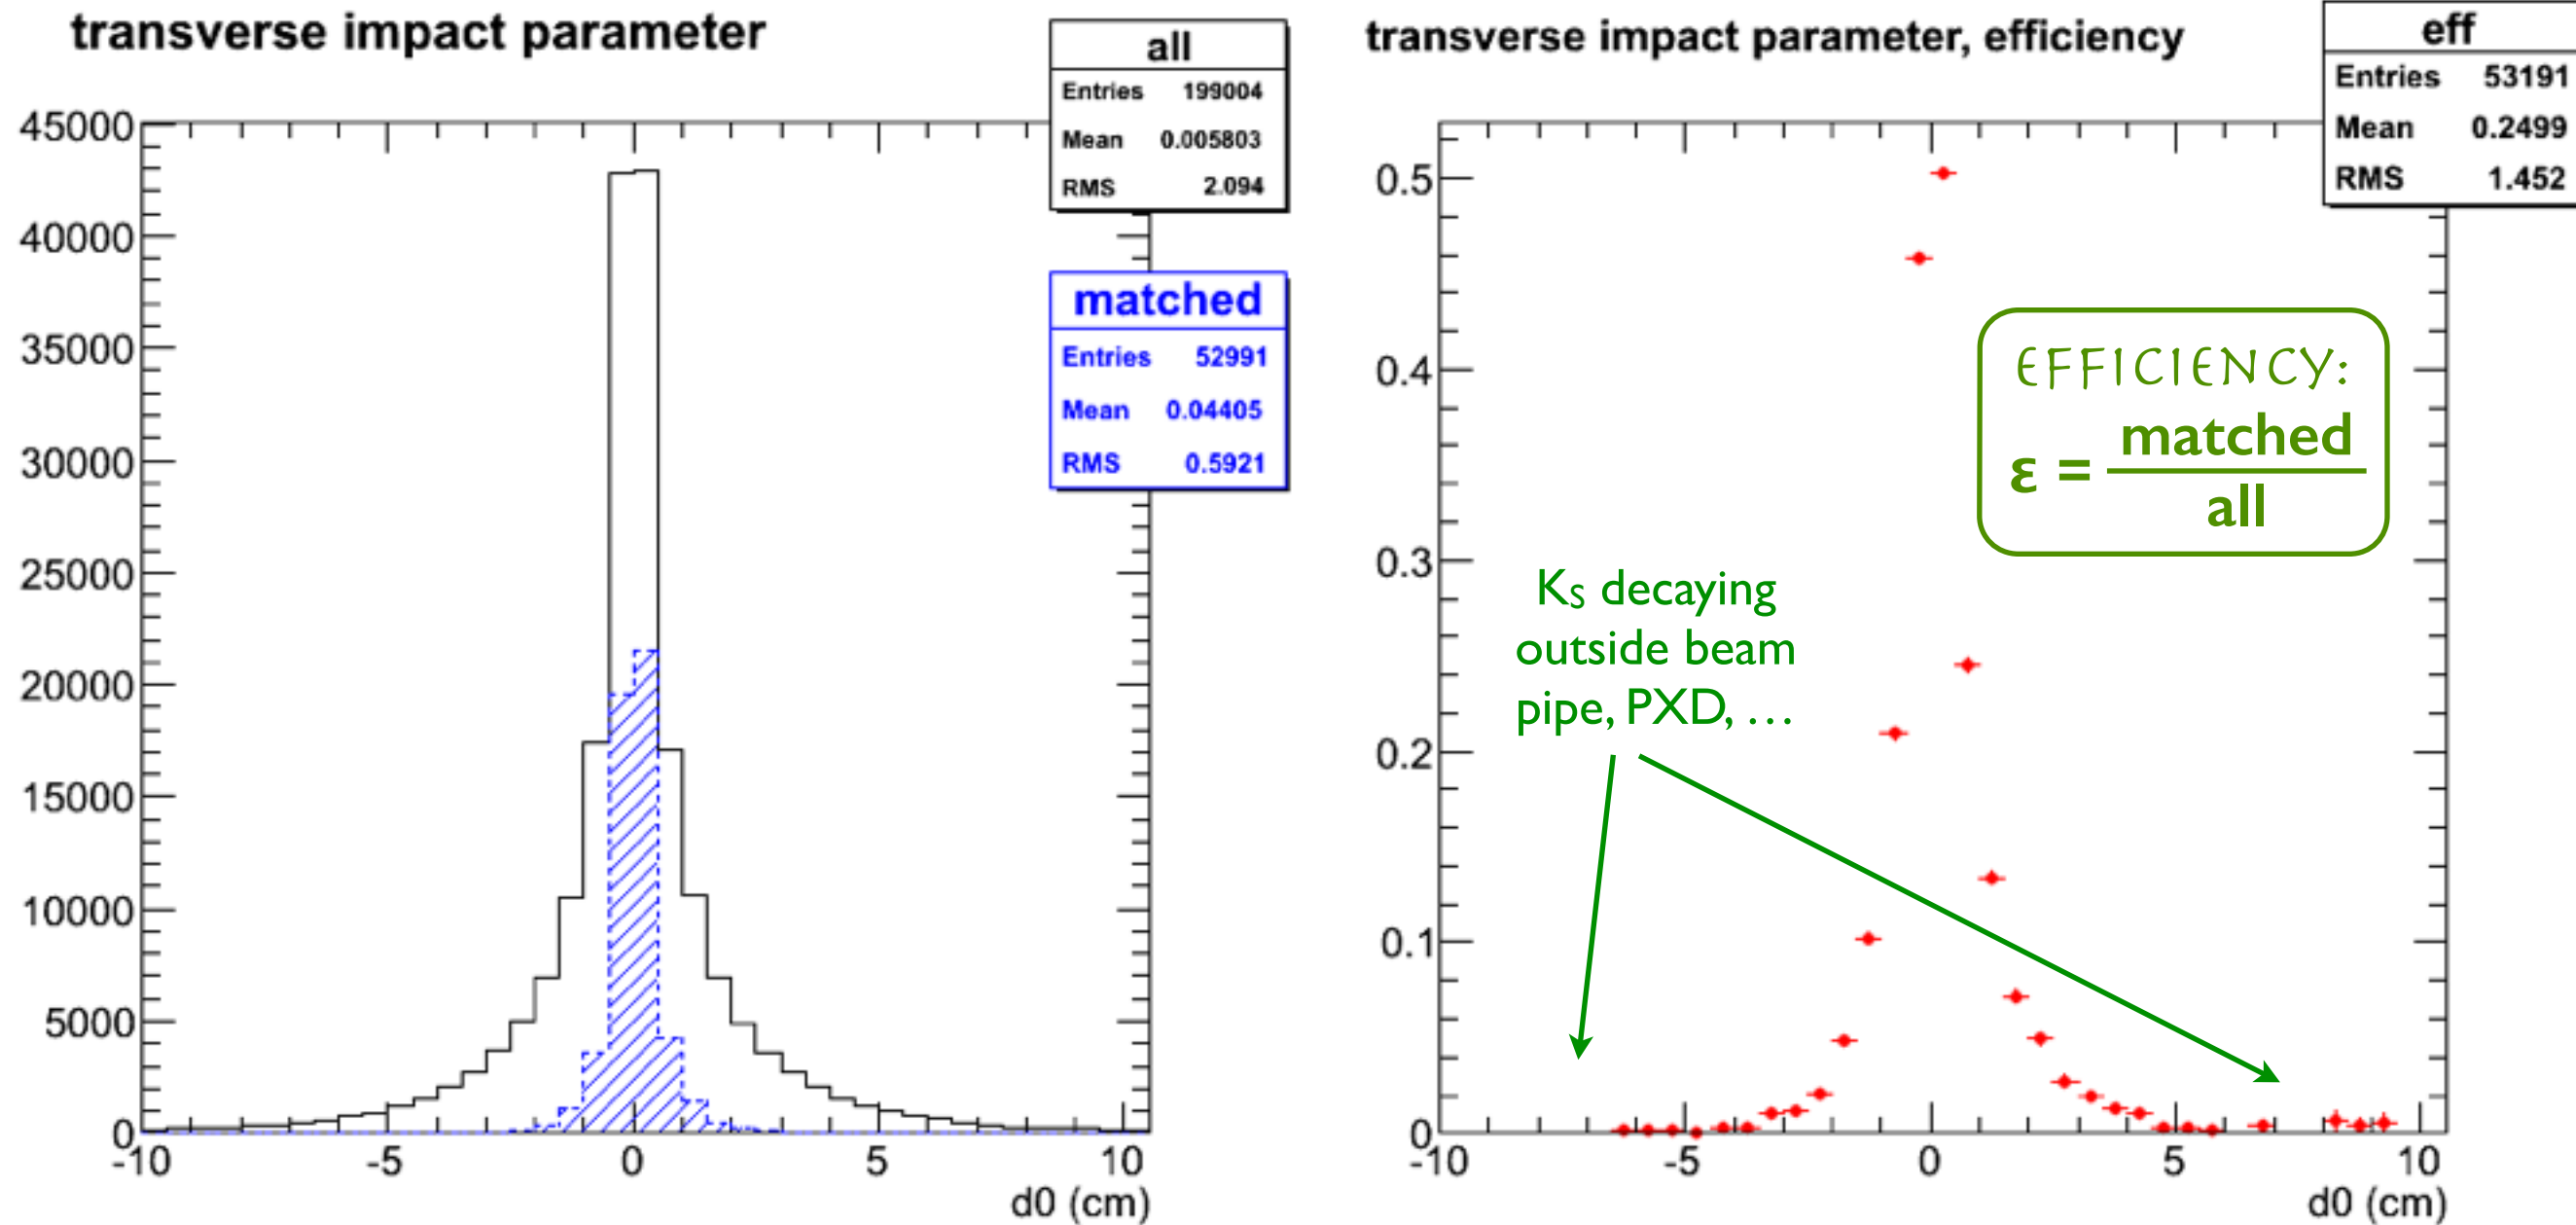 transverse impact parameter
all
Entries 199004
Mean 0.005803
RMS 2.094
matched
Entries 52991
Mean 0.04405
RMS 0.5921
45000
40000
35000
30000
25000
20000
15000
10000
5000
0
-10 -5 0 5 10
d0 (cm)
transverse impact parameter, efficiency
eff
Entries 53191
Mean 0.2499
RMS 1.452
EFFICIENCY:
ε = matched
all
Ks decaying
outside beam
pipe, PXD, …
0.5
0.4
0.3
0.2
0.1
0
-10 -5 0 5 10
d0 (cm)